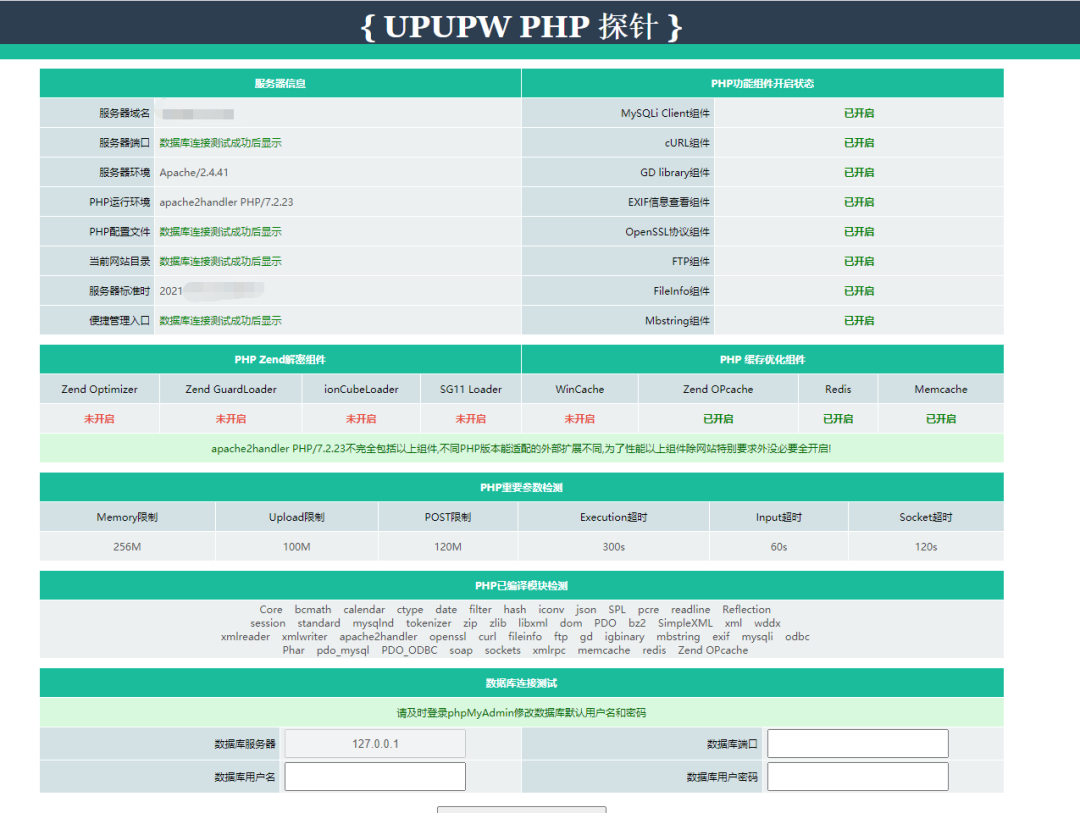 { UPUPW PHP 探针 }
服务器信息 PHP功能组件开启状态
服务器域名 MySQLi Client组件 已开启
服务器端口 数据库连接测试成功后显示 cURL组件 已开启
服务器环境 Apache/2.4.41 GD library组件 已开启
PHP运行环境 apache2handler PHP/7.2.23 EXIF信息查看组件 已开启
PHP配置文件 数据库连接测试成功后显示 OpenSSL协议组件 已开启
当前网站目录 数据库连接测试成功后显示 FTP组件 已开启
服务器标准时 2021 FileInfo组件 已开启
便捷管理入口 数据库连接测试成功后显示 Mbstring组件 已开启
PHP Zend解密组件 PHP 缓存优化组件
Zend Optimizer Zend GuardLoader ionCubeLoader SG11 Loader WinCache Zend OPcache Redis Memcache
未开启 未开启 未开启 未开启 未开启 已开启 已开启 已开启
apache2handler PHP/7.2.23不完全包括以上组件,不同PHP版本能适配的外部扩展不同,为了性能以上组件除网站特别要求外没必要全开启!
PHP重要参数检测
Memory限制 Upload限制 POST限制 Execution超时 Input超时 Socket超时
256M 100M 120M 300s 60s 120s
PHP已编译模块检测
Core bcmath calendar ctype date filter hash iconv json SPL pcre readline Reflection
session standard mysqlnd tokenizer zip zlib libxml dom PDO bz2 SimpleXML xml wddx
xmlreader xmlwriter apache2handler openssl curl fileinfo ftp gd igbinary mbstring exif mysqli odbc
Phar pdo_mysql PDO_ODBC soap sockets xmlrpc memcache redis Zend OPcache
数据库连接测试
请及时登录phpMyAdmin修改数据库默认用户名和密码
数据库服务器 127.0.0.1 数据库端口
数据库用户名 数据库用户密码